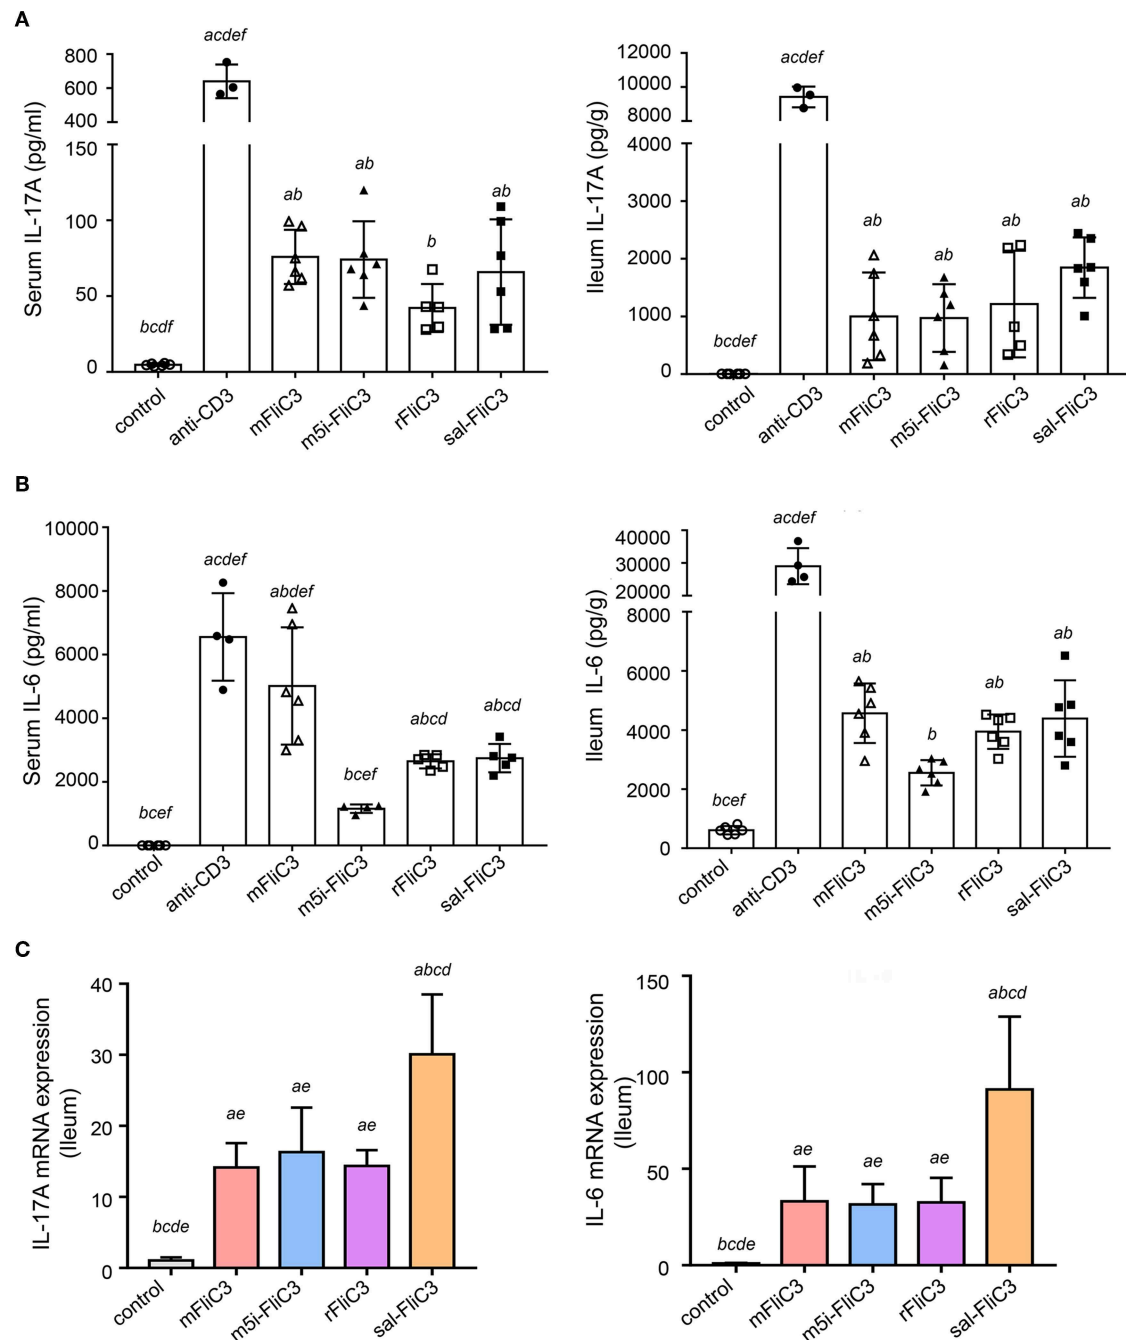 A
Serum IL-17A (pg/ml)
800
600
400
150
100
50
0
bcdf
acdef
ab
ab
b
ab
control
anti-CD3
mFliC3
m5i-FliC3
rFliC3
sal-FliC3
Ileum IL-17A (pg/g)
12000
10000
8000
4000
3000
2000
1000
0
bcdef
acdef
ab
ab
ab
ab
control
anti-CD3
mFliC3
m5i-FliC3
rFliC3
sal-FliC3
B
Serum IL-6 (pg/ml)
10000
8000
6000
4000
2000
0
bcef
acdef
abdef
bcef
abcd
abcd
control
anti-CD3
mFliC3
m5i-FliC3
rFliC3
sal-FliC3
Ileum IL-6 (pg/g)
40000
30000
20000
8000
6000
4000
2000
0
bcef
acdef
ab
b
ab
ab
control
anti-CD3
mFliC3
m5i-FliC3
rFliC3
sal-FliC3
C
IL-17A mRNA expression
(Ileum)
40
30
20
10
0
bcde
ae
ae
ae
abcd
control
mFliC3
m5i-FliC3
rFliC3
sal-FliC3
IL-6 mRNA expression
(Ileum)
150
100
50
0
bcde
ae
ae
ae
abcd
control
mFliC3
m5i-FliC3
rFliC3
sal-FliC3